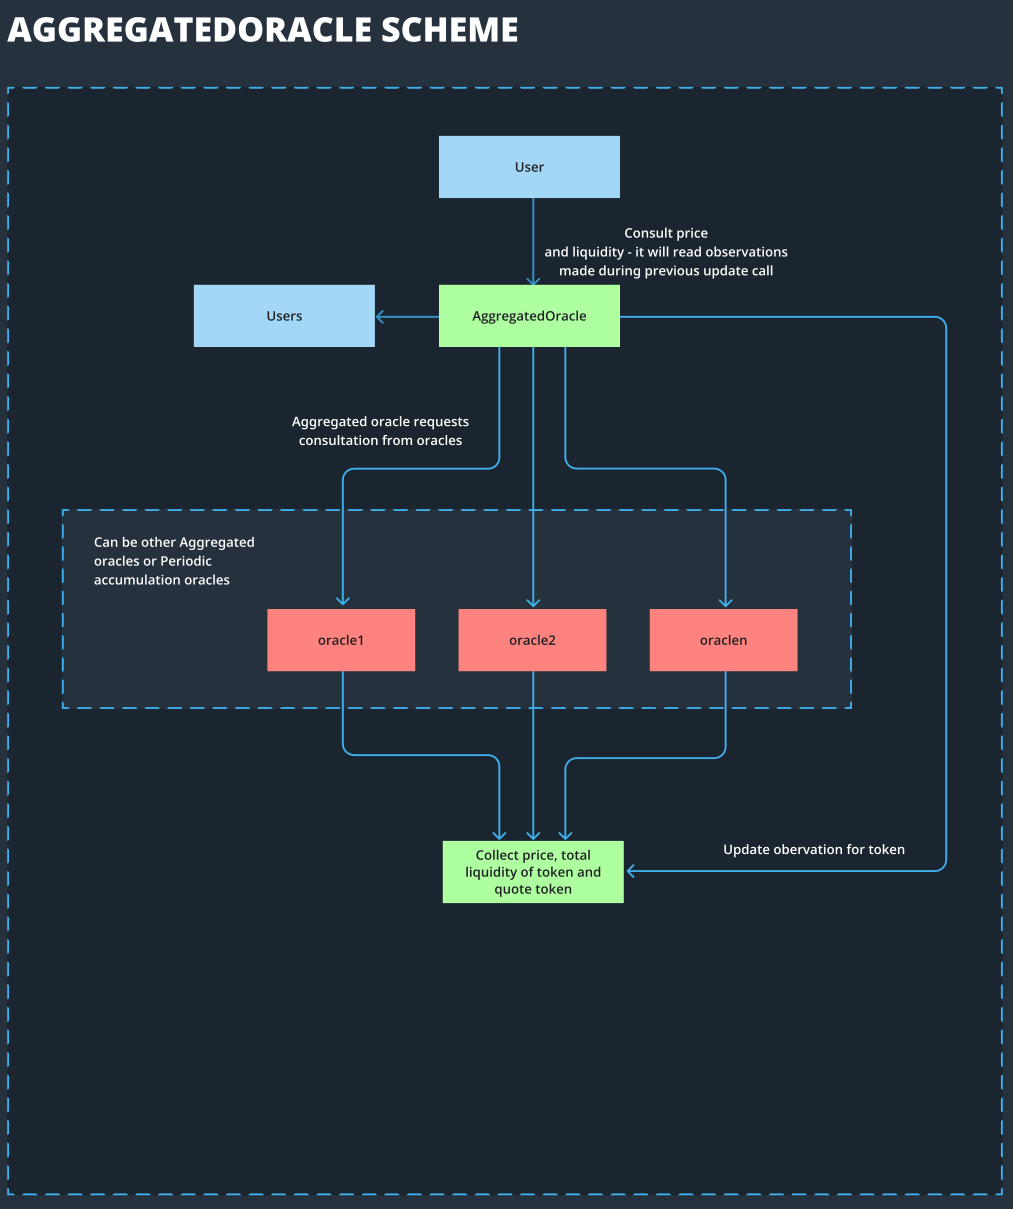 AGGREGATEDORACLE SCHEME
User
Consult price
and liquidity - it will read observations
made during previous update call
Users
AggregatedOracle
Aggregated oracle requests
consultation from oracles
Can be other Aggregated
oracles or Periodic
accumulation oracles
oracle1
oracle2
oraclen
Collect price, total
liquidity of token and
quote token
Update obervation for token